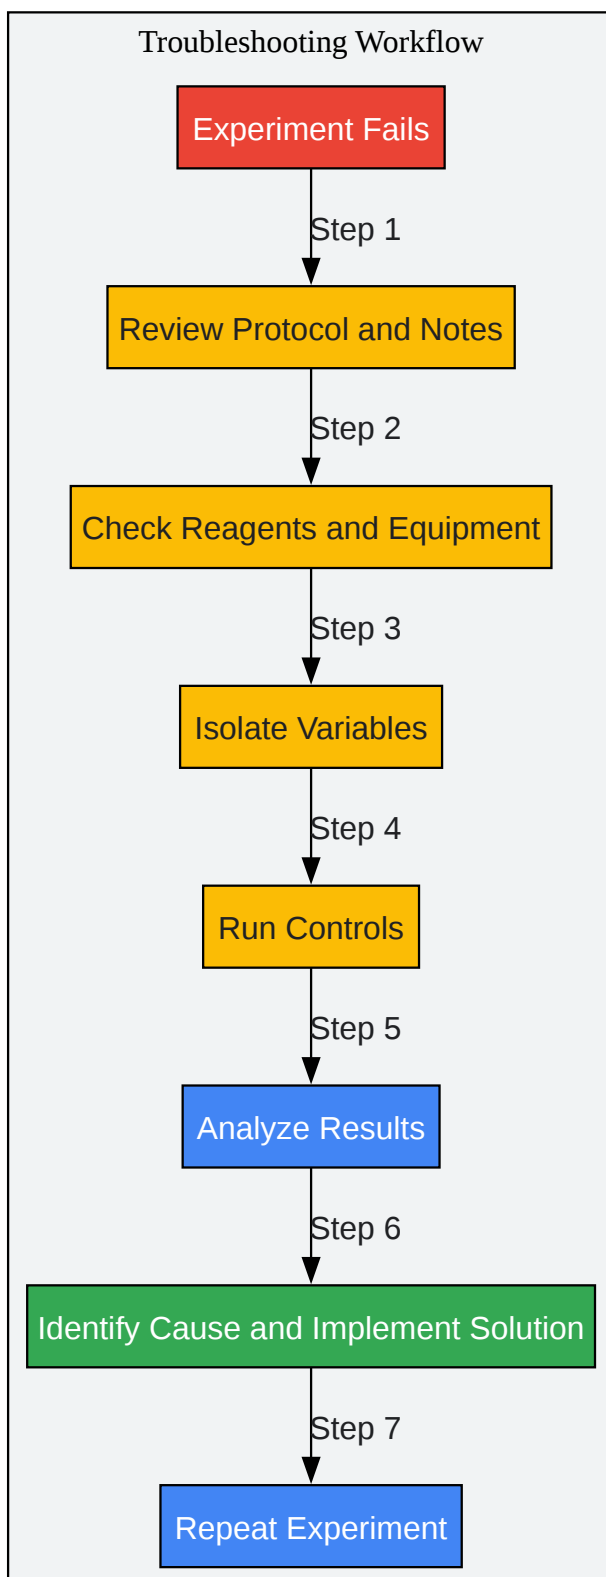 Troubleshooting Workflow
Experiment Fails
Step 1
Review Protocol and Notes
Step 2
Check Reagents and Equipment
Step 3
Isolate Variables
Step 4
Run Controls
Step 5
Analyze Results
Step 6
Identify Cause and Implement Solution
Step 7
Repeat Experiment